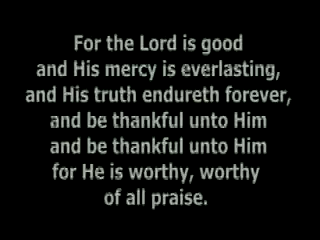 For the Lord is good
and His mercy is everlasting,
and His truth endureth forever,
and be thankful unto Him
and be thankful unto Him
for He is worthy, worthy
of all praise.